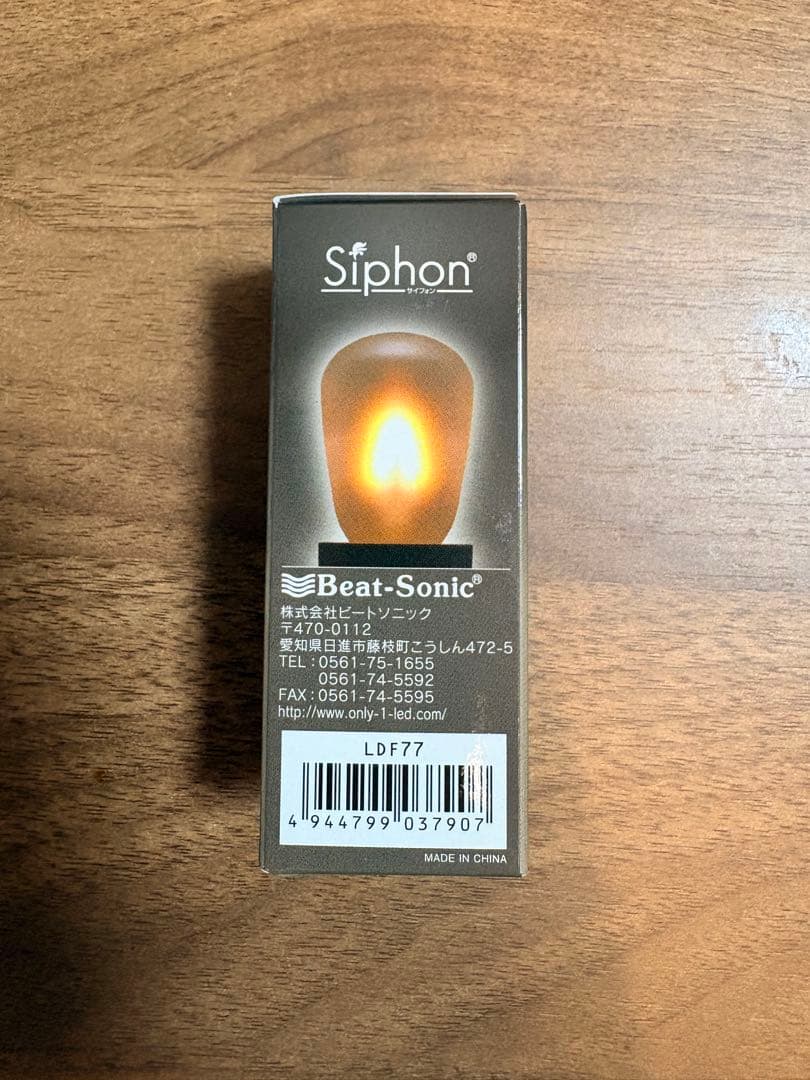 Siphon®
サイフォン
Beat-Sonic®
株式会社ビートソニック
〒470-0112
愛知県日進市藤枝町こうしん472-5
TEL：0561-75-1655
0561-74-5592
FAX：0561-74-5595
http://www.only-1-led.com/
LDF77
4 944799 037907
MADE IN CHINA